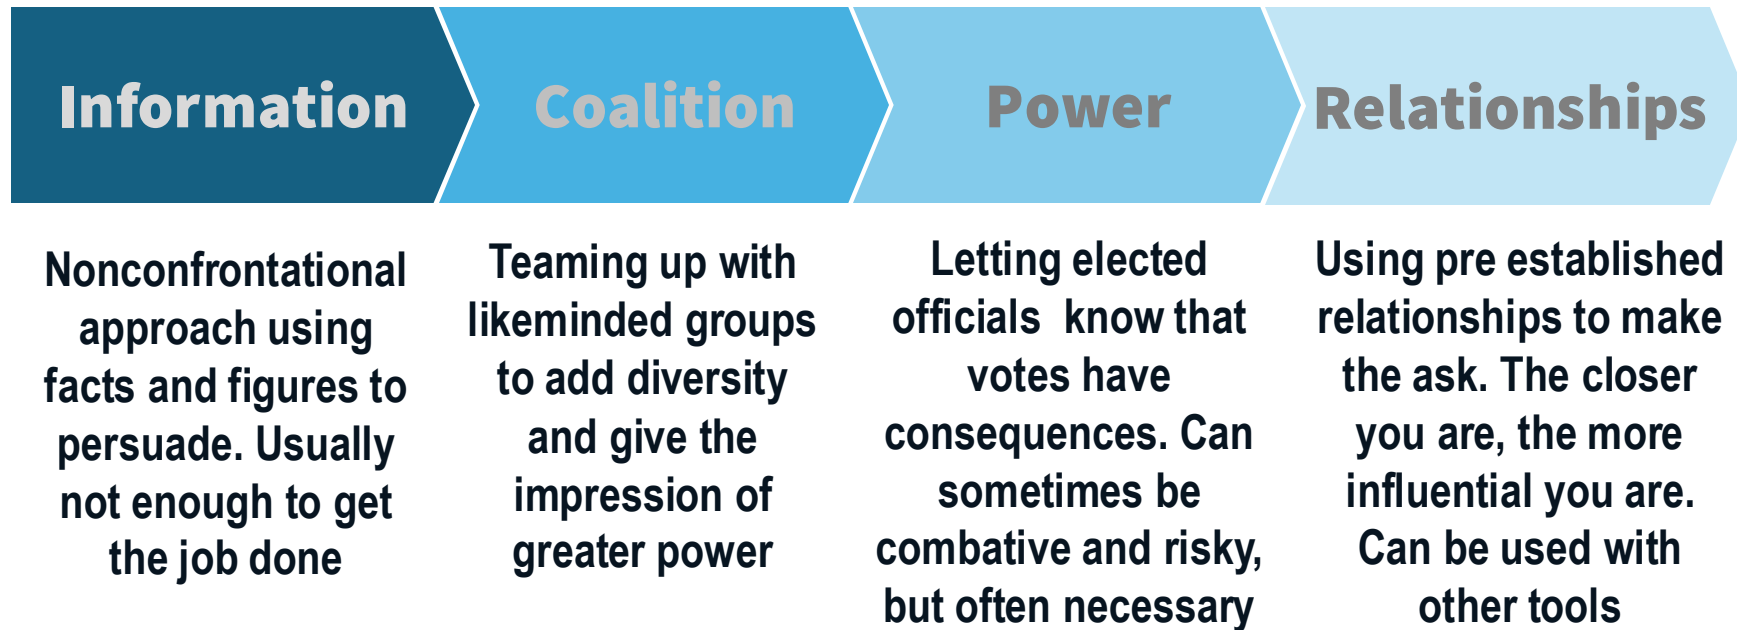 Information
Coalition
Power
Relationships
Nonconfrontational
approach using
facts and figures to
persuade. Usually
not enough to get
the job done
Teaming up with
likeminded groups
to add diversity
and give the
impression of
greater power
Letting elected
officials  know that
votes have
consequences. Can
sometimes be
combative and risky,
but often necessary
Using pre established
relationships to make
the ask. The closer
you are, the more
influential you are.
Can be used with
other tools